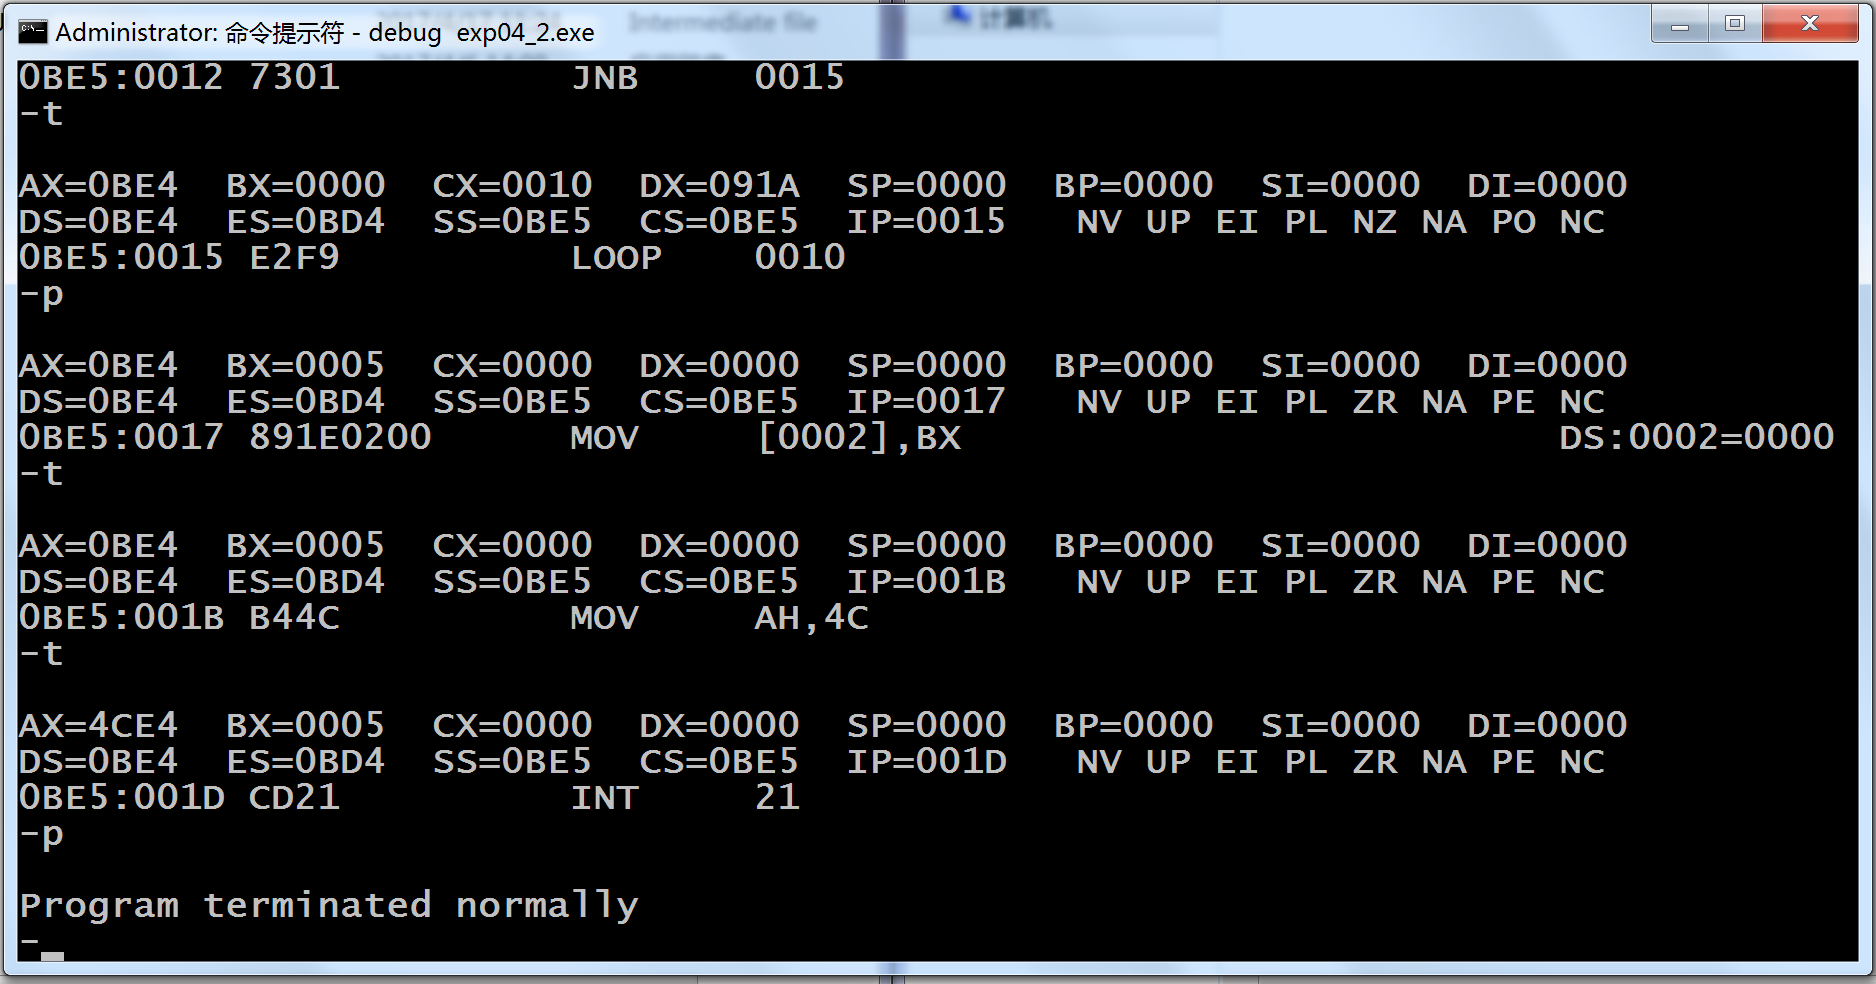 Intermediate file
计算机
Administrator: 命令提示符 - debug  exp04_2.exe
0BE5:0012 7301          JNB     0015
-t

AX=0BE4  BX=0000  CX=0010  DX=091A  SP=0000  BP=0000  SI=0000  DI=0000
DS=0BE4  ES=0BD4  SS=0BE5  CS=0BE5  IP=0015   NV UP EI PL NZ NA PO NC
0BE5:0015 E2F9          LOOP    0010
-p

AX=0BE4  BX=0005  CX=0000  DX=0000  SP=0000  BP=0000  SI=0000  DI=0000
DS=0BE4  ES=0BD4  SS=0BE5  CS=0BE5  IP=0017   NV UP EI PL ZR NA PE NC
0BE5:0017 891E0200      MOV     [0002],BX                          DS:0002=0000
-t

AX=0BE4  BX=0005  CX=0000  DX=0000  SP=0000  BP=0000  SI=0000  DI=0000
DS=0BE4  ES=0BD4  SS=0BE5  CS=0BE5  IP=001B   NV UP EI PL ZR NA PE NC
0BE5:001B B44C          MOV     AH,4C
-t

AX=4CE4  BX=0005  CX=0000  DX=0000  SP=0000  BP=0000  SI=0000  DI=0000
DS=0BE4  ES=0BD4  SS=0BE5  CS=0BE5  IP=001D   NV UP EI PL ZR NA PE NC
0BE5:001D CD21          INT     21
-p

Program terminated normally
-